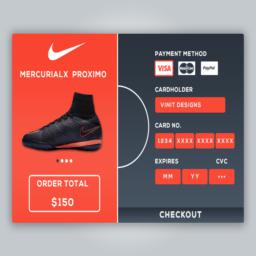 MERCURIALX PROXIMO
ORDER TOTAL
$150
PAYMENT METHOD
VISA
PayPal
CARDHOLDER
VINIT DESIGNS
CARD NO.
1234 XXXX XXXX XXXX
EXPIRES CVC
MM YY •••
CHECKOUT